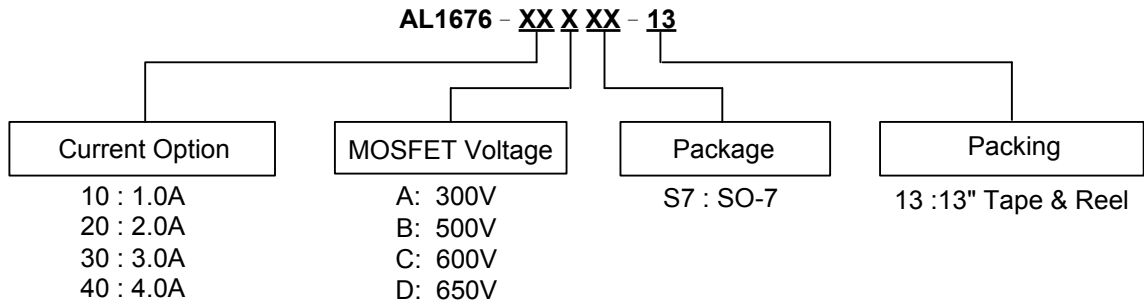 AL1676 – XX X XX – 13
Current Option
10 : 1.0A
20 : 2.0A
30 : 3.0A
40 : 4.0A
MOSFET Voltage
A: 300V
B: 500V
C: 600V
D: 650V
Package
S7 : SO-7
Packing
13 :13" Tape & Reel